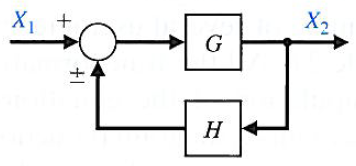 X₁ + G X₂
±
H